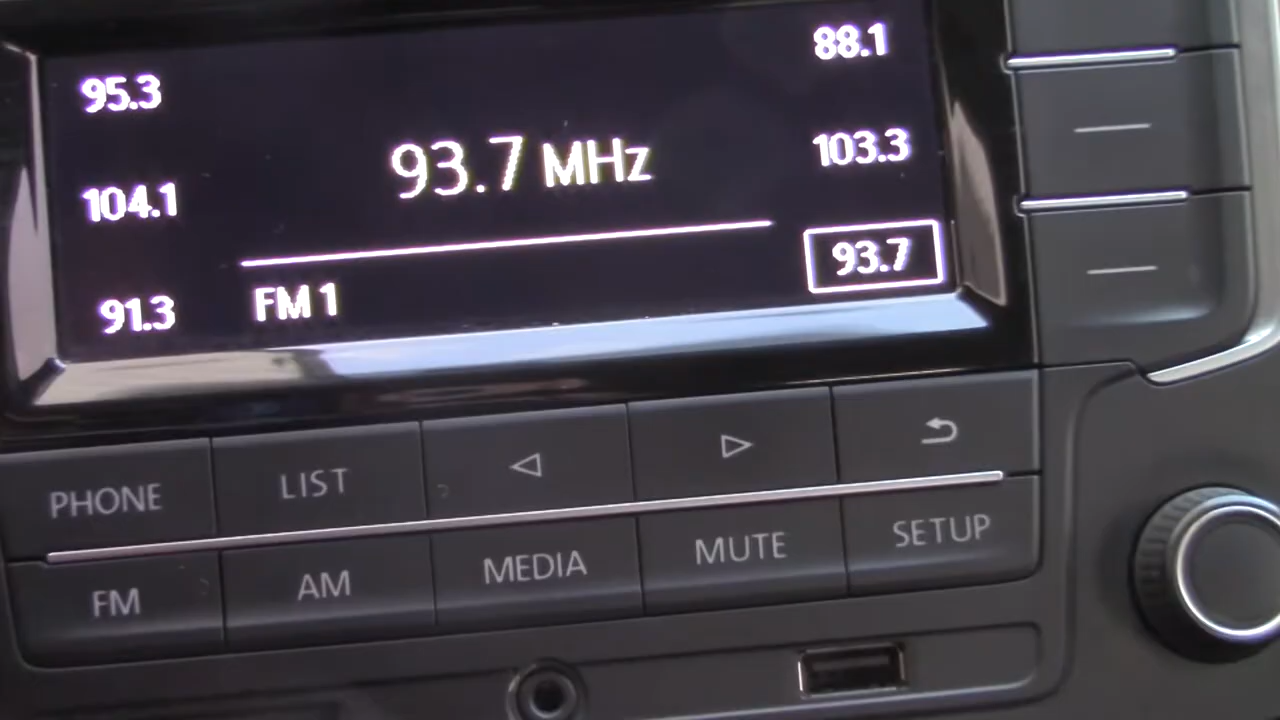 95.3
88.1
104.1
93.7 MHz
103.3
91.3
FM 1
93.7
PHONE
LIST
FM
AM
MEDIA
MUTE
SETUP